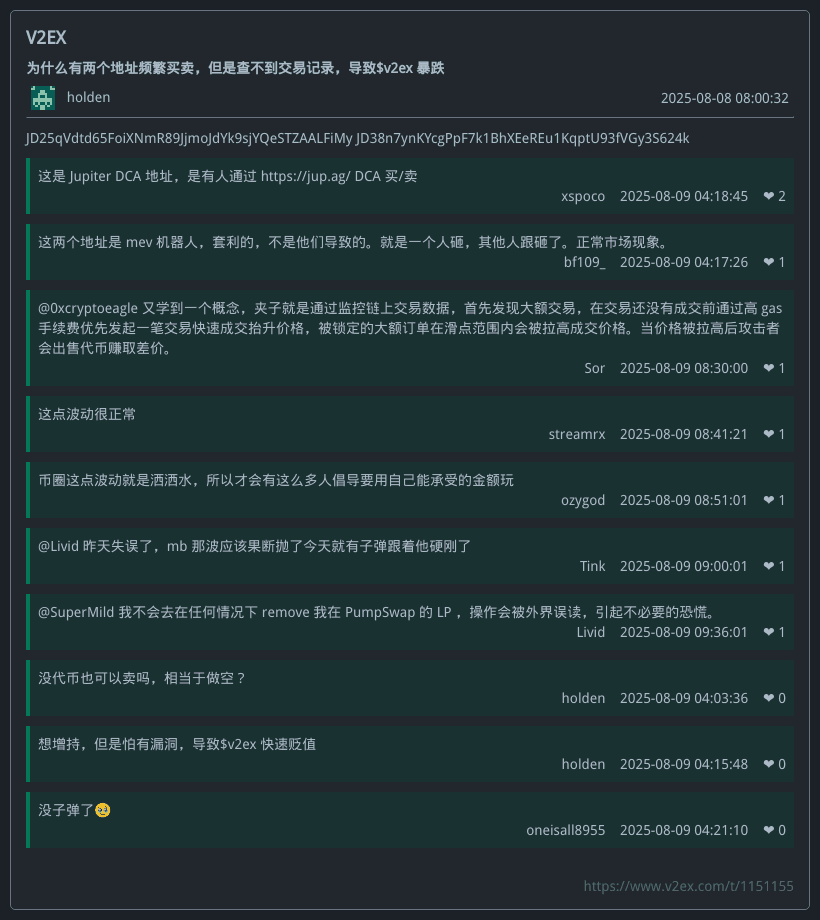 V2EX
为什么有两个地址频繁买卖，但是查不到交易记录，导致$v2ex 暴跌
holden 2025-08-08 08:00:32
JD25qVdtd65FoiXNmR89JjmoJdYk9sjYQeSTZAALFiMy JD38n7ynKYcgPpF7k1BhXEeREu1KqptU93fVGy3S624k
这是 Jupiter DCA 地址，是有人通过 https://jup.ag/ DCA 买/卖
xspoco 2025-08-09 04:18:45 ❤ 2
这两个地址是 mev 机器人，套利的，不是他们导致的。就是一个人砸，其他人跟砸了。正常市场现象。
bf109_ 2025-08-09 04:17:26 ❤ 1
@0xcryptoeagle 又学到一个概念，夹子就是通过监控链上交易数据，首先发现大额交易，在交易还没有成交前通过高 gas
手续费优先发起一笔交易快速成交抬升价格，被锁定的大额订单在滑点范围内会被拉高成交价格。当价格被拉高后攻击者
会出售代币赚取差价。
Sor 2025-08-09 08:30:00 ❤ 1
这点波动很正常
streamrx 2025-08-09 08:41:21 ❤ 1
币圈这点波动就是洒洒水，所以才会有这么多人倡导要用自己能承受的金额玩
ozygod 2025-08-09 08:51:01 ❤ 1
@Livid 昨天失误了，mb 那波应该果断抛了今天就有子弹跟着他硬刚了
Tink 2025-08-09 09:00:01 ❤ 1
@SuperMild 我不会去在任何情况下 remove 我在 PumpSwap 的 LP ，操作会被外界误读，引起不必要的恐慌。
Livid 2025-08-09 09:36:01 ❤ 1
没代币也可以卖吗，相当于做空？
holden 2025-08-09 04:03:36 ❤ 0
想增持，但是怕有漏洞，导致$v2ex 快速贬值
holden 2025-08-09 04:15:48 ❤ 0
没子弹了🥹
oneisall8955 2025-08-09 04:21:10 ❤ 0
https://www.v2ex.com/t/1151155